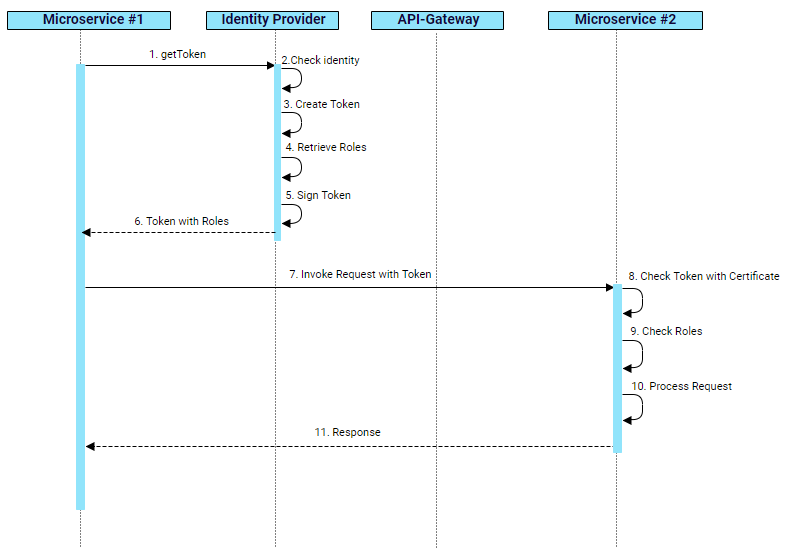 Microservice #1
Identity Provider
API-Gateway
Microservice #2
1. getToken
2.Check identity
3. Create Token
4. Retrieve Roles
5. Sign Token
6. Token with Roles
7. Invoke Request with Token
8. Check Token with Certificate
9. Check Roles
10. Process Request
11. Response